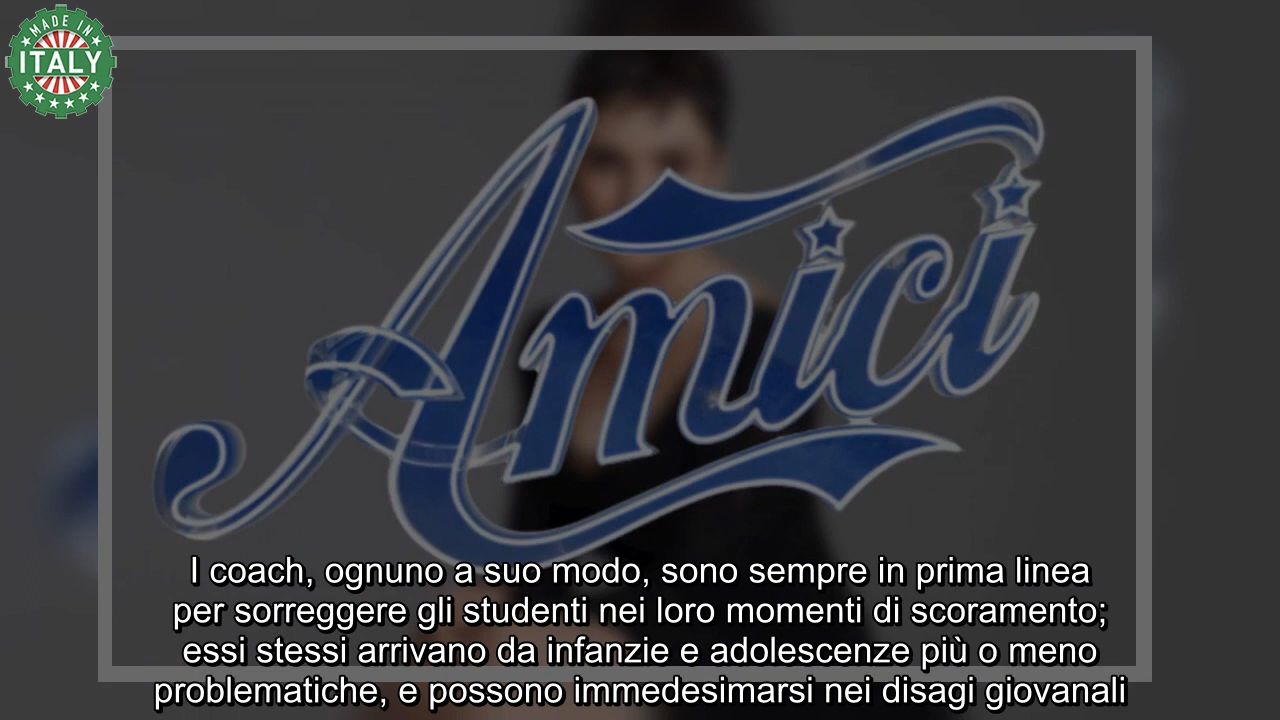 MADE IN
ITALY
Amici
I coach, ognuno a suo modo, sono sempre in prima linea
per sorreggere gli studenti nei loro momenti di scoramento;
essi stessi arrivano da infanzie e adolescenze più o meno
problematiche, e possono immedesimarsi nei disagi giovanali